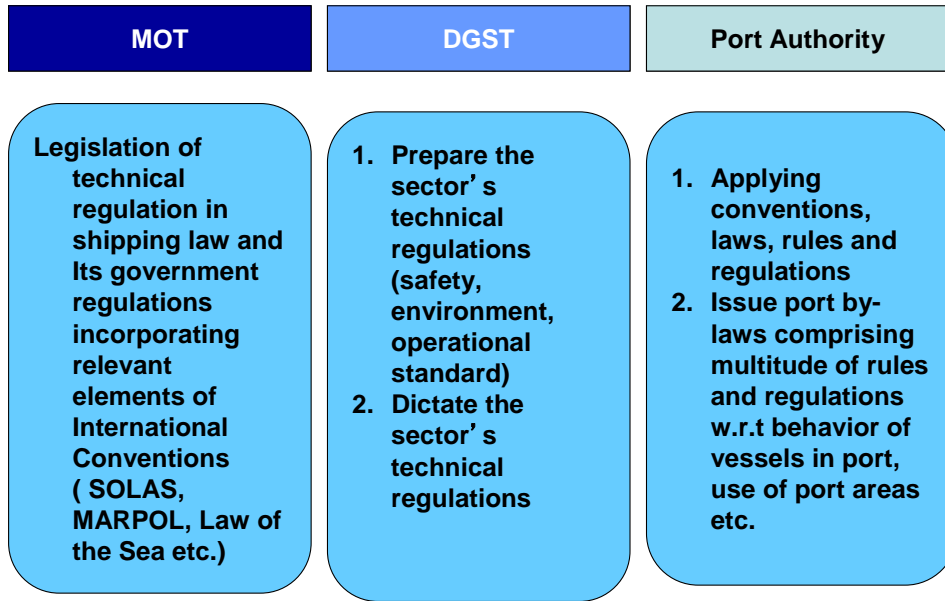 MOT
DGST
Port Authority
Legislation of
technical
regulation in
shipping law and
Its government
regulations
incorporating
relevant
elements of
International
Conventions
( SOLAS,
MARPOL, Law of
the Sea etc.)
1. Prepare the
sector’s
technical
regulations
(safety,
environment,
operational
standard)
2. Dictate the
sector’s
technical
regulations
1. Applying
conventions,
laws, rules and
regulations
2. Issue port by-
laws comprising
multitude of rules
and regulations
w.r.t behavior of
vessels in port,
use of port areas
etc.